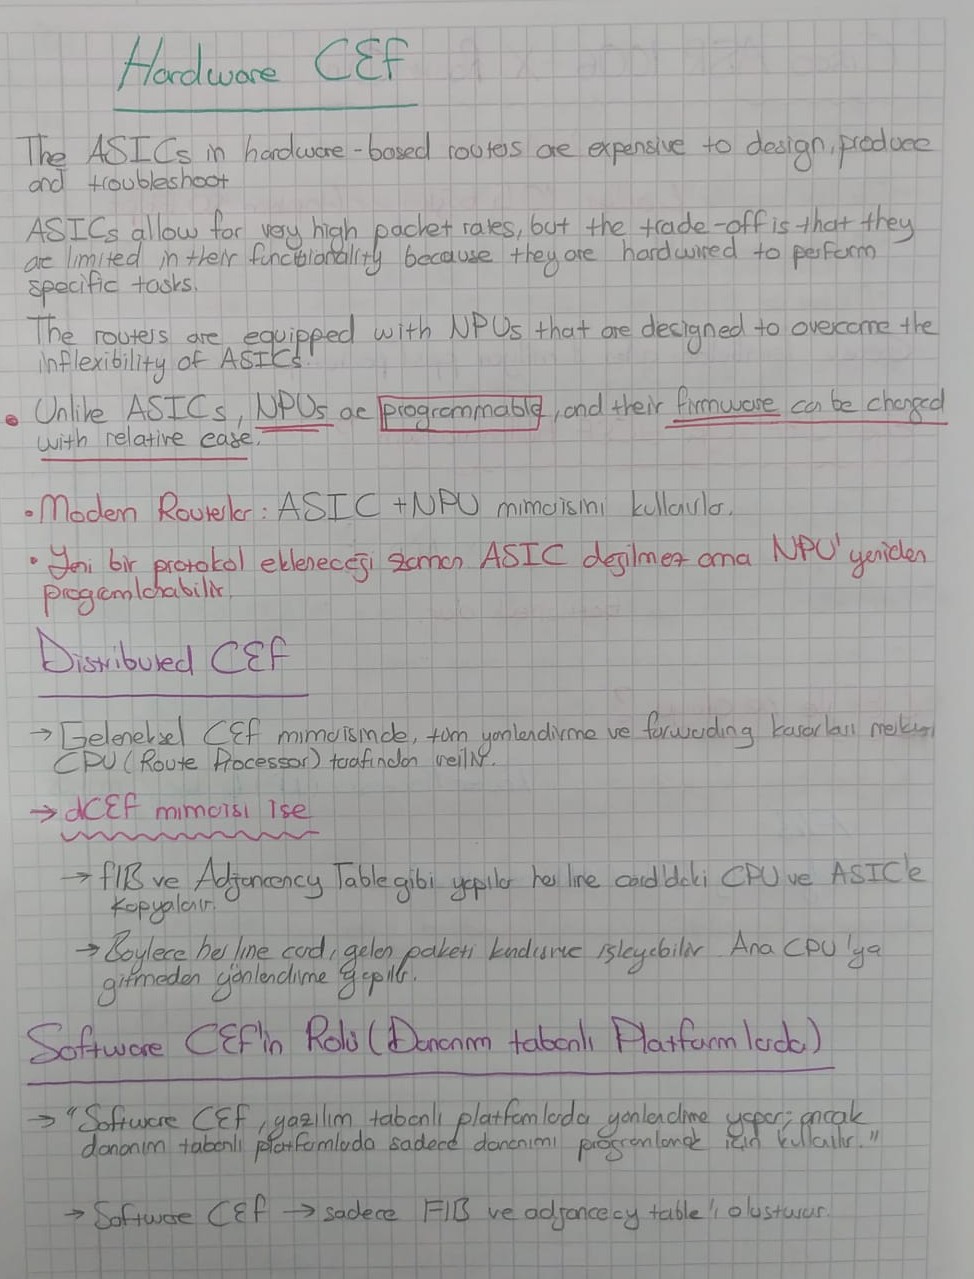 Hardware CEF
The ASICs in hardware-based routers are expensive to design, produce
and troubleshoot
ASICs allow for very high packet rates, but the trade-off is that they
are limited in their functionality because they are hardwired to perform
specific tasks.
The routers are equipped with NPUs that are designed to overcome the
inflexibility of ASICs.
• Unlike ASICs, NPUs are programmable, and their firmware can be changed
with relative ease.
• Modern Routerlar: ASIC + NPU mimarisini kullanırlar.
• Yeni bir protokol ekleneceği zaman ASIC değilmez ama NPU' yeniden
programlanabilir.
Distributed CEF
→ Geleneksel CEF mimarisinde, tüm yönlendirme ve forwarding kararları merkezi
CPU (Route Processor) tarafından verilir.
→ dCEF mimarisi ise
→ FIB ve Adjancency Table gibi yapılar her line card'daki CPU ve ASIC'e
kopyalanır.
→ Böylece her line card, gelen paketi kendisi işleyebilir Ana CPU'ya
gitmeden yönlendirme yapılır.
Software CEF'in Rolü (Donanım tabanlı Platformlarda)
→ "Software CEF, yazılım tabanlı platformlarda yönlendirme yapar; ancak
donanım tabanlı platformlarda sadece donanımı programlamak için kullanılır."
→ Software CEF → sadece FIB ve adjancecy table'ı oluşturur.